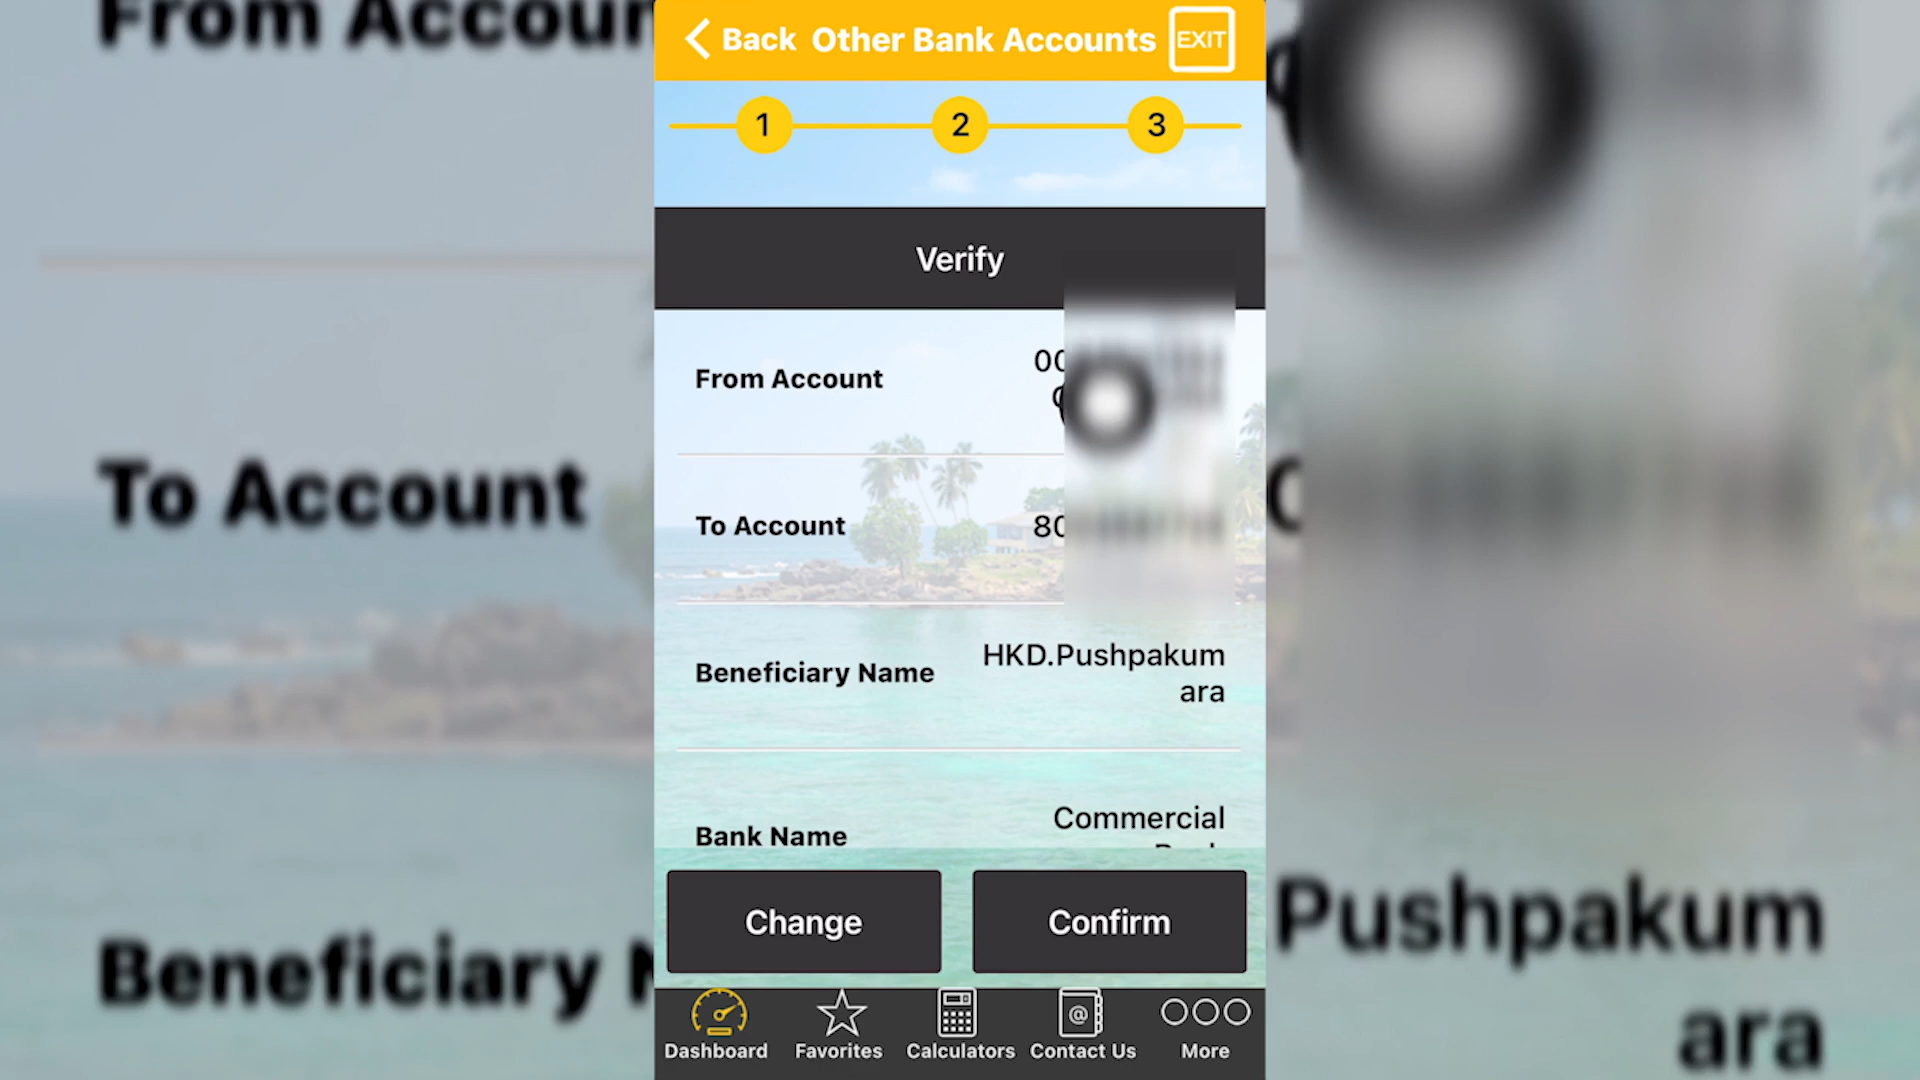 Back Other Bank Accounts EXIT
1 2 3
Verify
From Account
00
To Account
80
Beneficiary Name
HKD.Pushpakum
ara
Bank Name
Commercial
Change Confirm
Dashboard Favorites Calculators Contact Us More
To Account
Beneficiary
Pushpakum
ara